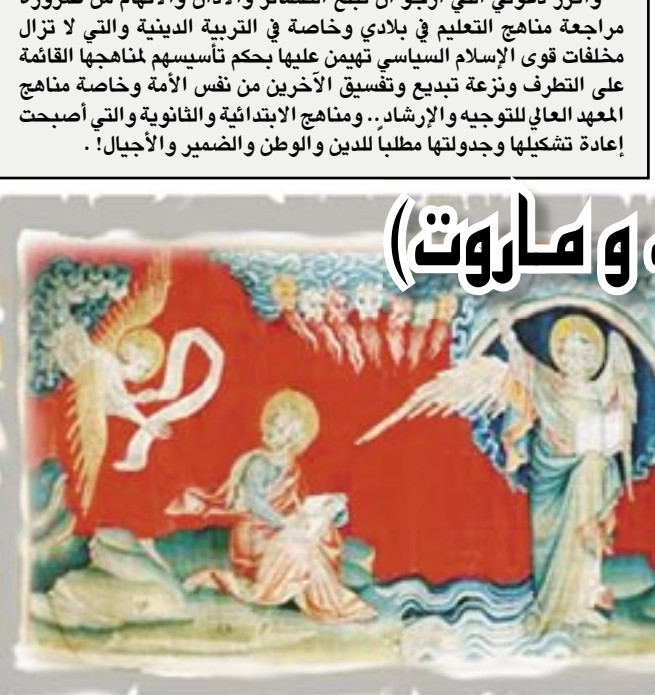 مراجعة مناهج التعليم في بلادي وخاصة في التربية الدينية والتي لا تزال
مخلفات قوى الإسلام السياسي تهيمن عليها بحكم تأسيسهم لمناهجها القائمة
على التطرف ونزعة تبديع وتفسيق الآخرين من نفس الأمة وخاصة مناهج
المعهد العالي للتوجيه والإرشاد.. ومناهج الابتدائية والثانوية والتي أصبحت
إعادة تشكيلها وجدولتها مطلباً للدين والوطن والضمير والأجيال! .
و ماروت)